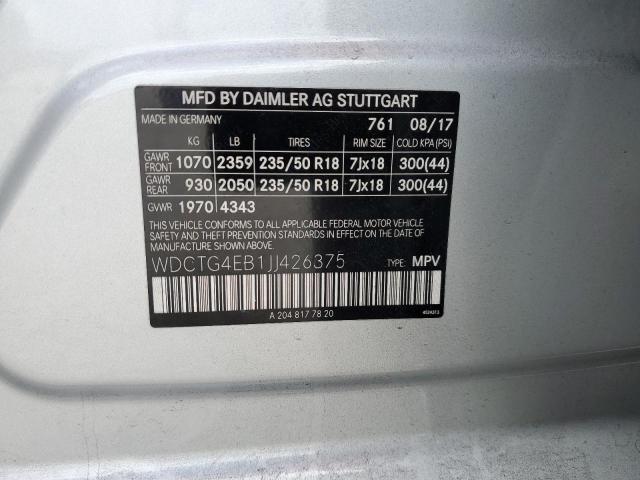 MFD BY DAIMLER AG STUTTGART
MADE IN GERMANY 761 08/17
KG LB TIRES RIM SIZE COLD KPA (PSI)
GAWR FRONT 1070 2359 235/50 R18 7Jx18 300(44)
GAWR REAR 930 2050 235/50 R18 7Jx18 300(44)
GVWR 1970 4343
THIS VEHICLE CONFORMS TO ALL APPLICABLE FEDERAL MOTOR VEHICLE
SAFETY, BUMPER, AND THEFT PREVENTION STANDARDS IN
EFFECT ON THE DATE OF MANUFACTURE SHOWN ABOVE.
WDCTG4EB1JJ426375 TYPE: MPV
A 204 817 78 20